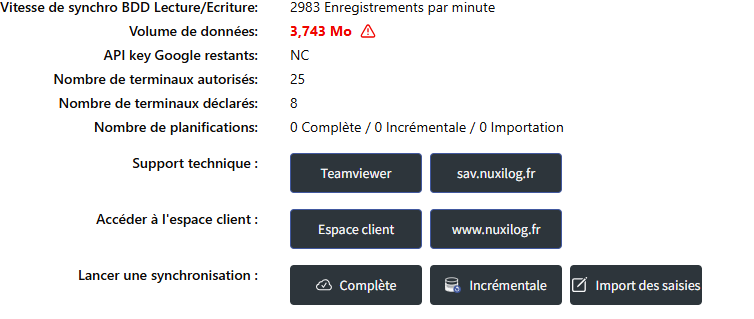 Vitesse de synchro BDD Lecture/Ecriture: 2983 Enregistrements par minute
Volume de données: 3,743 Mo
API key Google restants: NC
Nombre de terminaux autorisés: 25
Nombre de terminaux déclarés: 8
Nombre de planifications: 0 Complète / 0 Incrémentale / 0 Importation
Support technique : Teamviewer sav.nuxilog.fr
Accéder à l'espace client : Espace client www.nuxilog.fr
Lancer une synchronisation : Complète Incrémentale Import des saisies